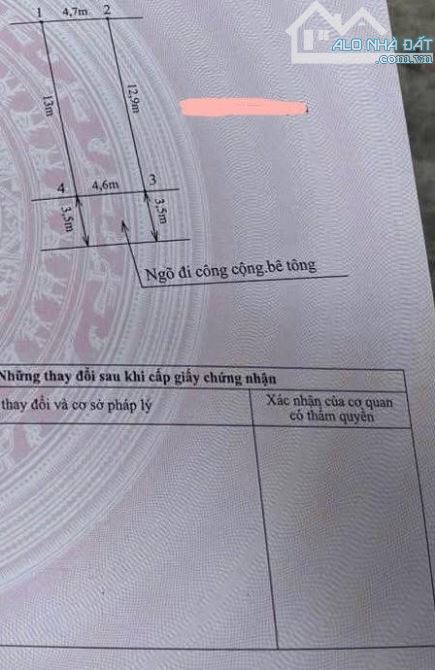 ALO NHÀ ĐẤT
.com.vn
1 4,7m 2
13m
12,9m
4 4,6m 3
3,5m
3,5m
Ngõ đi công cộng.bê tông
Những thay đổi sau khi cấp giấy chứng nhận
thay đổi và cơ sở pháp lý
Xác nhận của cơ quan
có thẩm quyền